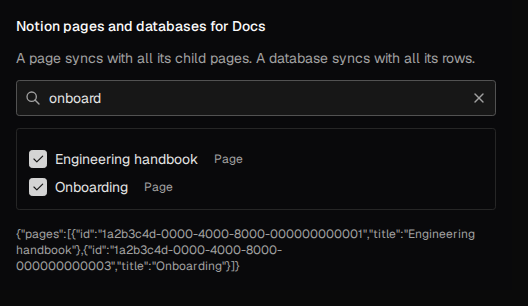 Notion pages and databases for Docs
A page syncs with all its child pages. A database syncs with all its rows.
onboard
Engineering handbook Page
Onboarding Page
{"pages":[{"id":"1a2b3c4d-0000-4000-8000-000000000001","title":"Engineering
handbook"},{"id":"1a2b3c4d-0000-4000-8000-
000000000003","title":"Onboarding"}]}